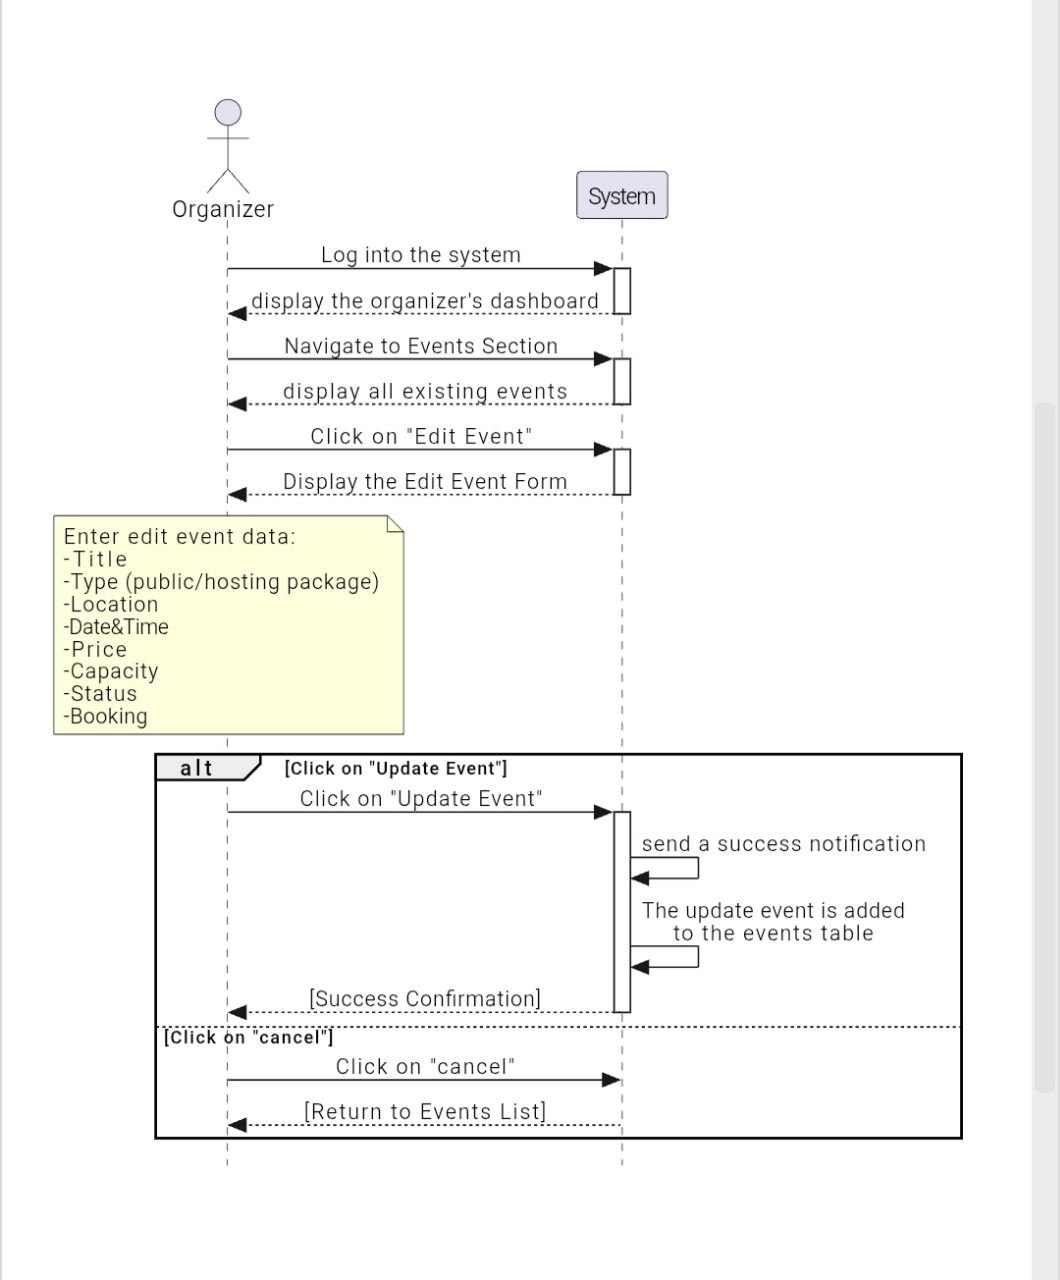 Organizer
System
Log into the system
display the organizer's dashboard
Navigate to Events Section
display all existing events
Click on "Edit Event"
Display the Edit Event Form
Enter edit event data:
-Title
-Type (public/hosting package)
-Location
-Date&Time
-Price
-Capacity
-Status
-Booking
alt
[Click on "Update Event"]
Click on "Update Event"
send a success notification
The update event is added
to the events table
[Success Confirmation]
[Click on "cancel"]
Click on "cancel"
[Return to Events List]